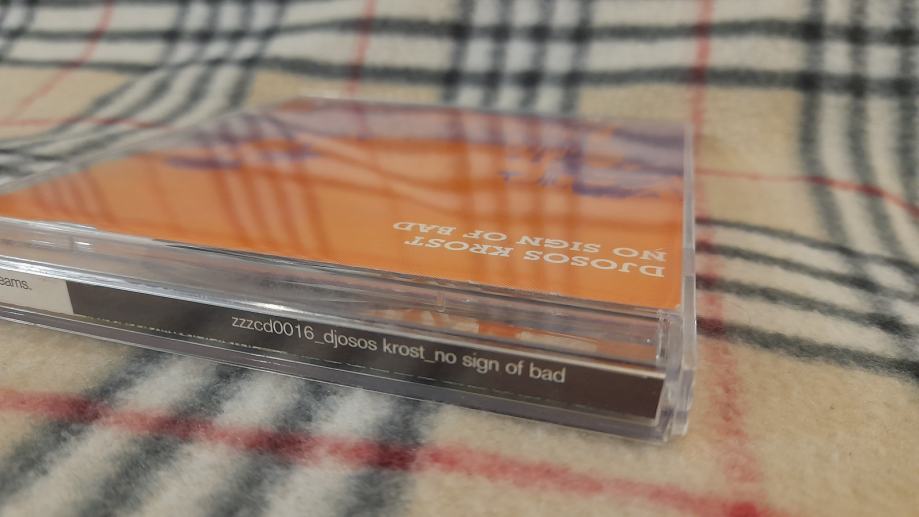 DJOSOS KROST
NO SIGN OF BAD
eams.
zzzcd0016_djosos krost_no sign of bad